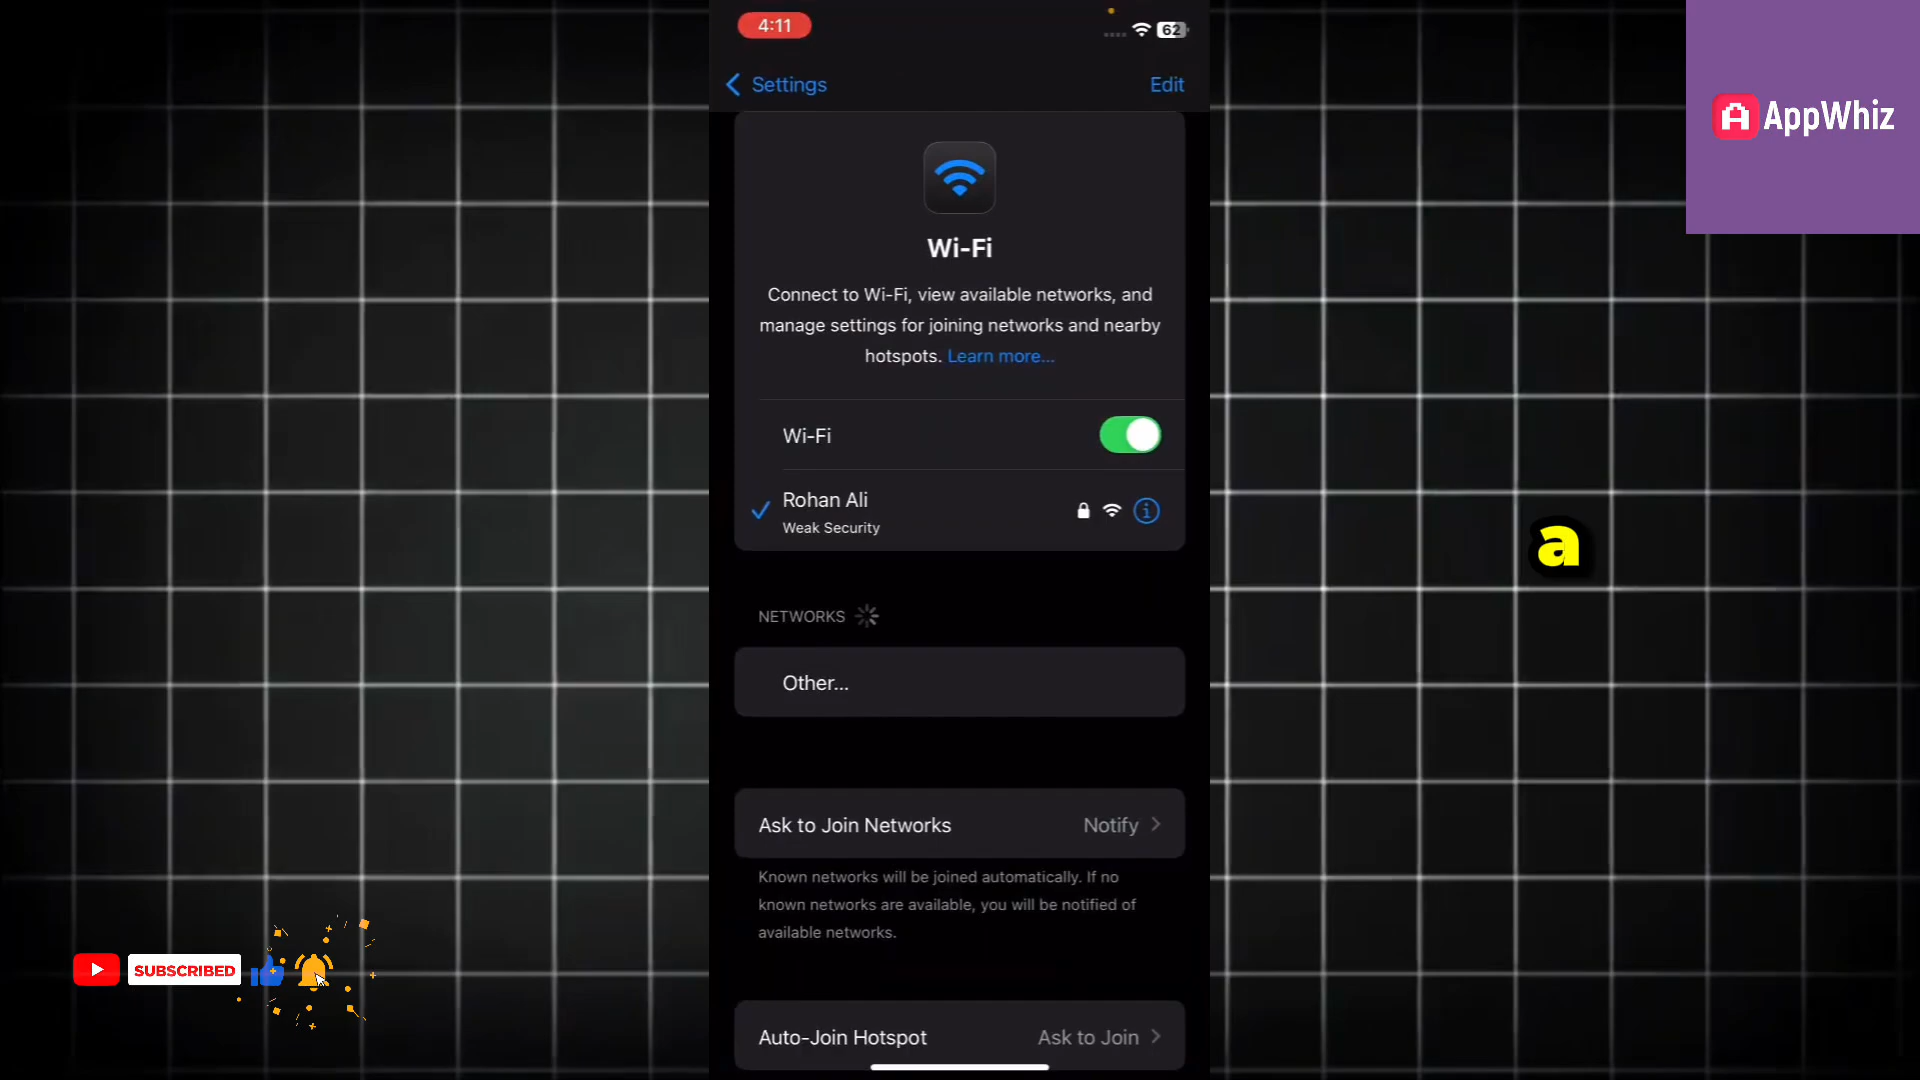 4:11
62
Settings
Edit
AppWhiz
Wi-Fi
Connect to Wi-Fi, view available networks, and
manage settings for joining networks and nearby
hotspots. Learn more...
Wi-Fi
Rohan Ali
Weak Security
a
NETWORKS
Other...
Ask to Join Networks
Notify
Known networks will be joined automatically. If no
known networks are available, you will be notified of
available networks.
SUBSCRIBED
Auto-Join Hotspot
Ask to Join